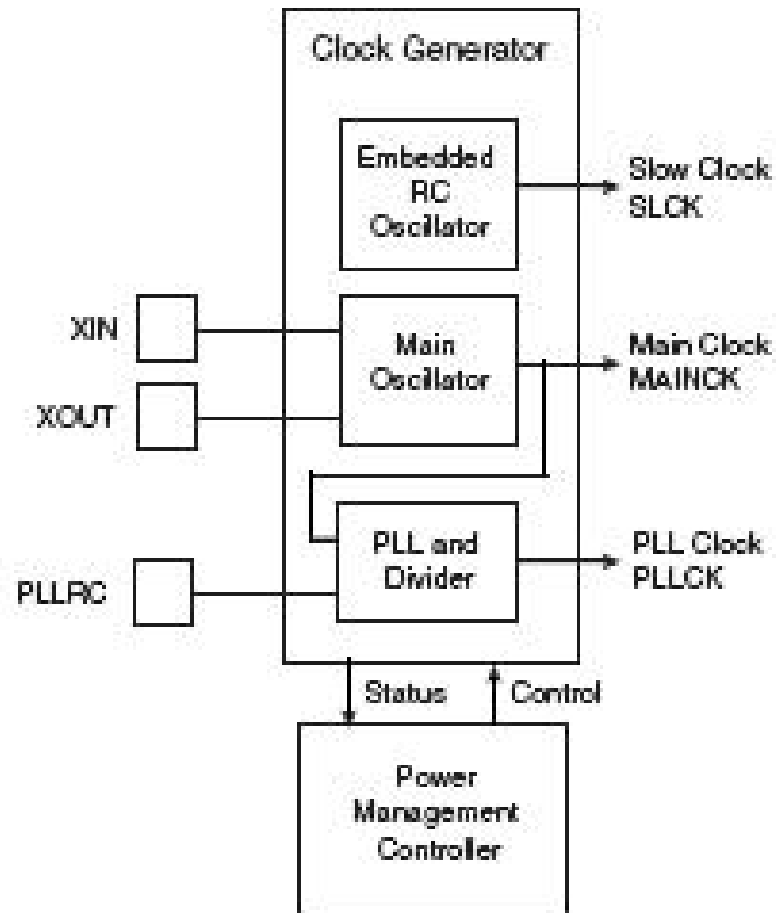 Clock Generator
Embedded
RC
Oscillator
Slow Clock
SLCK
XIN
XOUT
Main
Oscillator
Main Clock
MAINCK
PLLRC
PLL and
Divider
PLL Clock
PLLCK
Status
Control
Power
Management
Controller